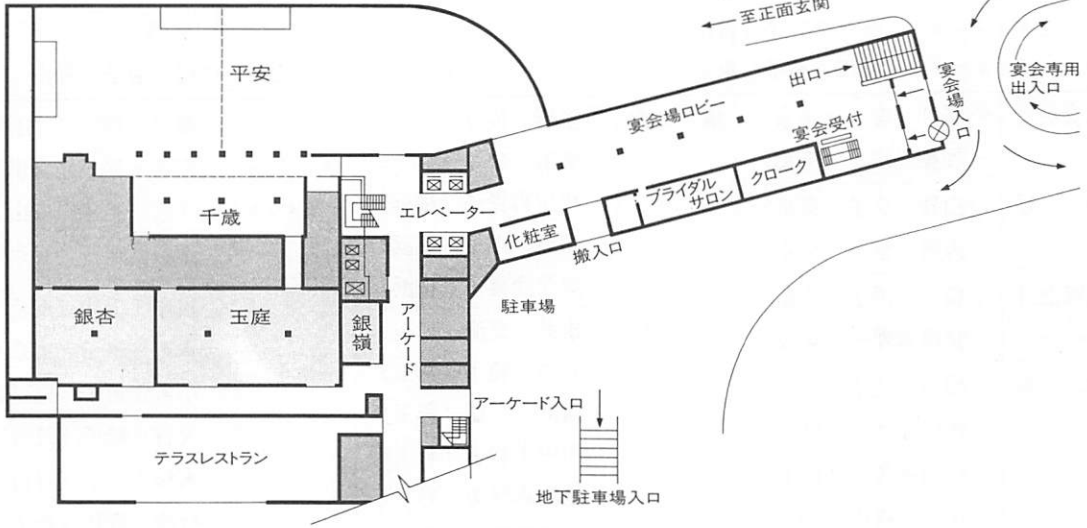 至正面玄関
平安
出口
宴会場入口
宴会専用
出入口
宴会場ロビー
宴会受付
クローク
ブライダル
サロン
エレベーター
千歳
化粧室
搬入口
銀杏
玉庭
銀嶺
アーケード
駐車場
アーケード入口
テラスレストラン
地下駐車場入口